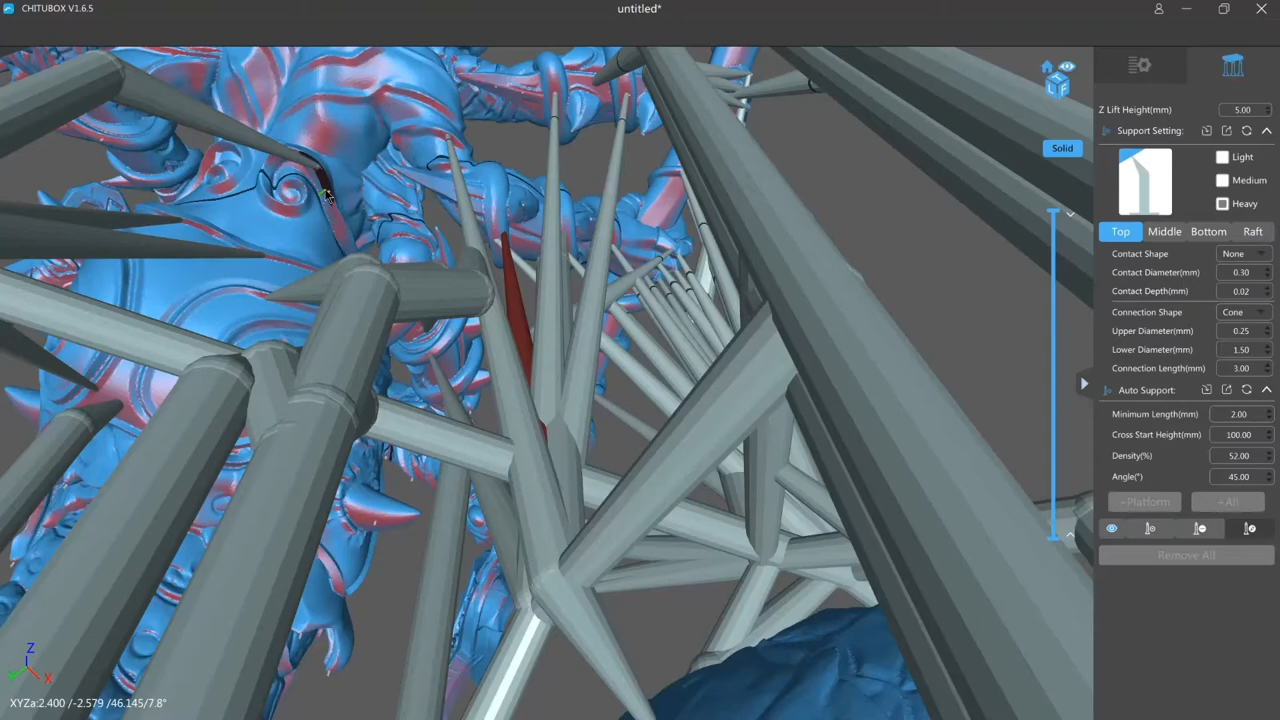 CHITUBOX V1.6.5
untitled*
Z Lift Height(mm) 5.00
Support Setting:
Light
Medium
Heavy
Top Middle Bottom Raft
Contact Shape None
Contact Diameter(mm) 0.30
Contact Depth(mm) 0.02
Connection Shape Cone
Upper Diameter(mm) 0.25
Lower Diameter(mm) 1.50
Connection Length(mm) 3.00
Auto Support:
Minimum Length(mm) 2.00
Cross Start Height(mm) 100.00
Density(%) 52.00
Angle(°) 45.00
+Platform +All
Remove All
Solid
T
L F
Z
Y X
XYZa:2.400 /-2.579 /46.145/7.8°